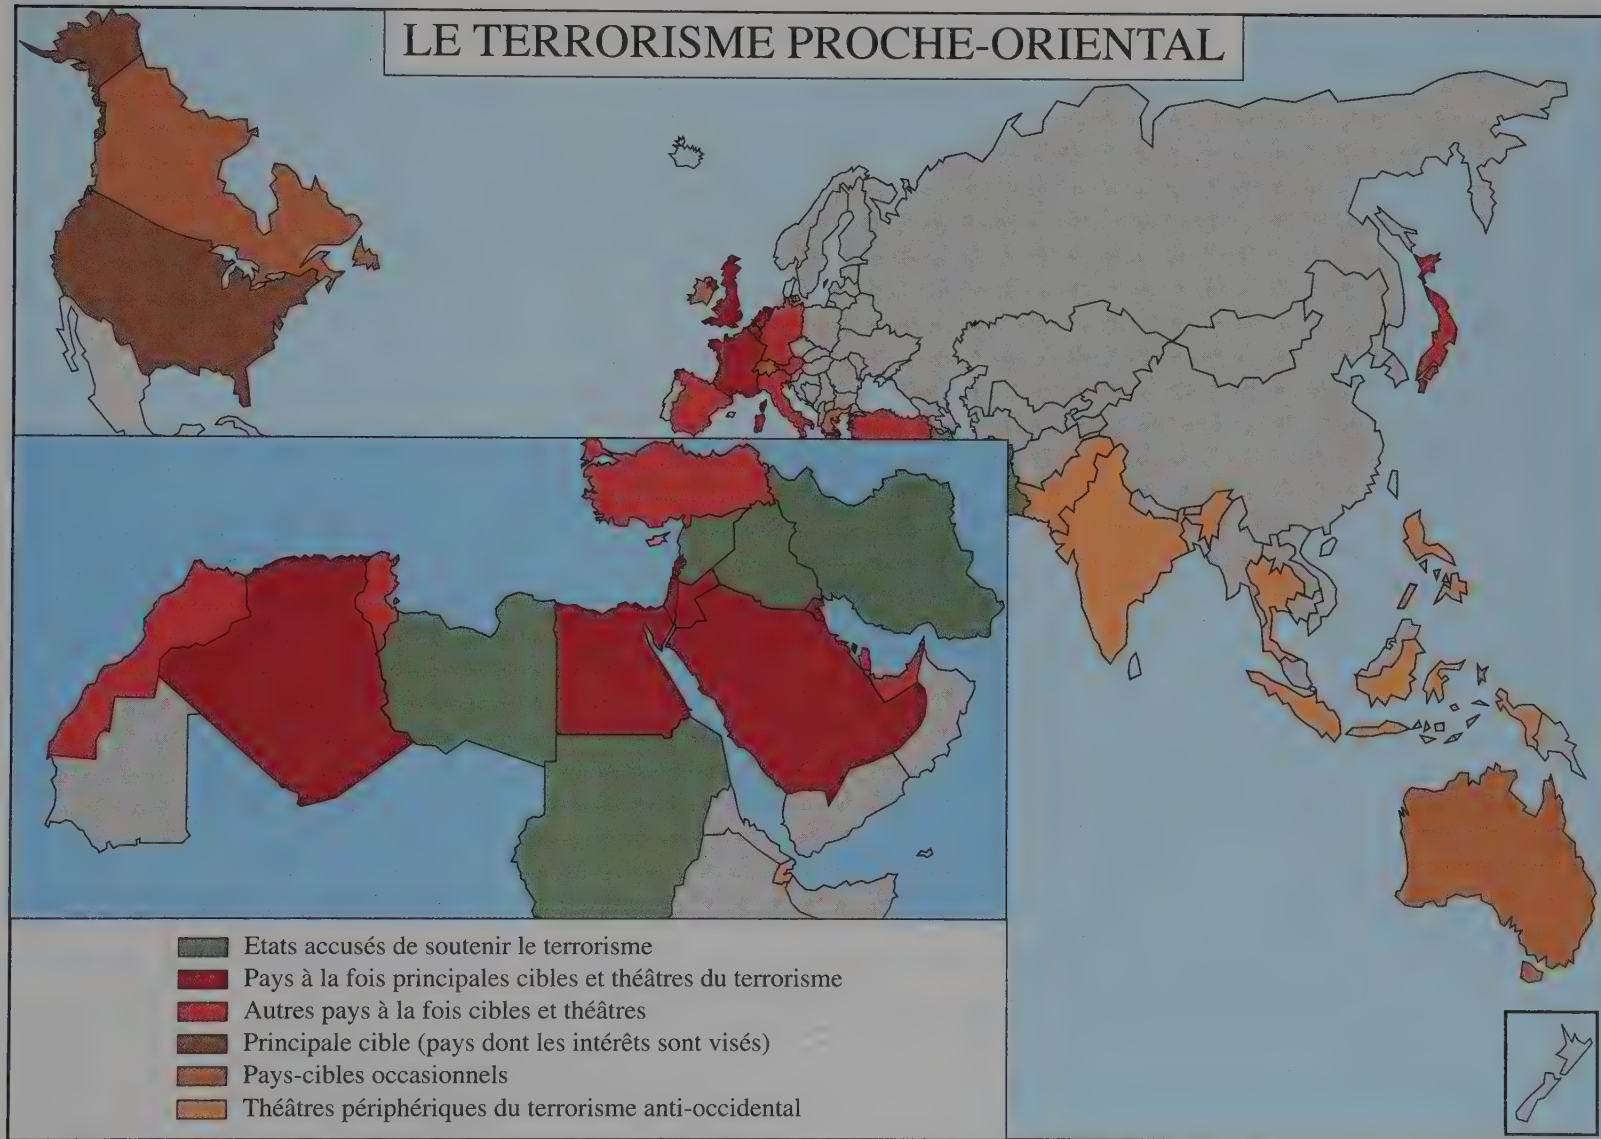 LE TERRORISME PROCHE-ORIENTAL
Etats accusés de soutenir le terrorisme
Pays à la fois principales cibles et théâtres du terrorisme
Autres pays à la fois cibles et théâtres
Principale cible (pays dont les intérêts sont visés)
Pays-cibles occasionnels
Théâtres périphériques du terrorisme anti-occidental